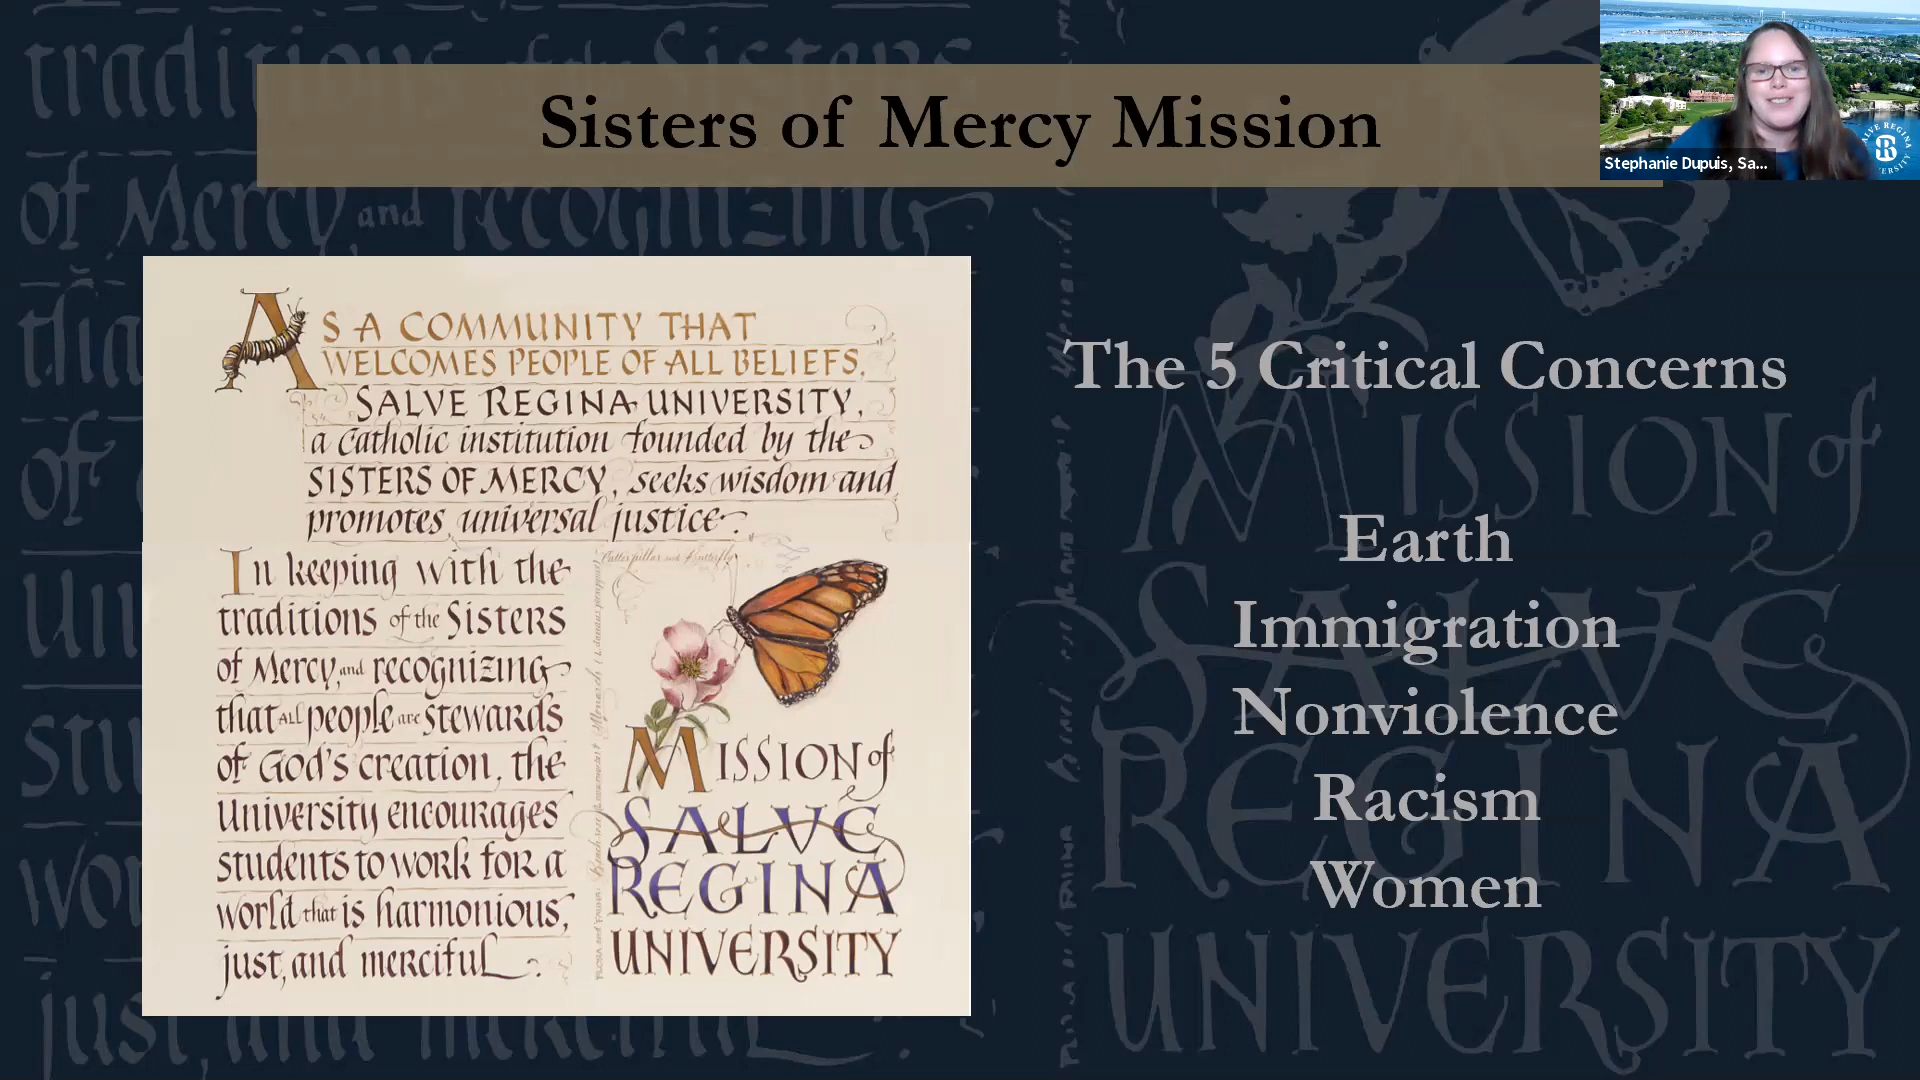 Sisters of Mercy Mission
Stephanie Dupuis, Sa...
AS A COMMUNITY THAT
WELCOMES PEOPLE OF ALL BELIEFS,
SALVE REGINA UNIVERSITY,
a Catholic institution founded by the
SISTERS OF MERCY, seeks wisdom and
promotes universal justice.
In keeping with the
traditions of the Sisters
of Mercy, and recognizing
that ALL people are stewards
of God's creation, the
University encourages
students to work for a
world that is harmonious,
just, and merciful.
Caterpillar and Butterfly
MISSION of
SALVE
REGINA
UNIVERSITY
The 5 Critical Concerns
Earth
Immigration
Nonviolence
Racism
Women